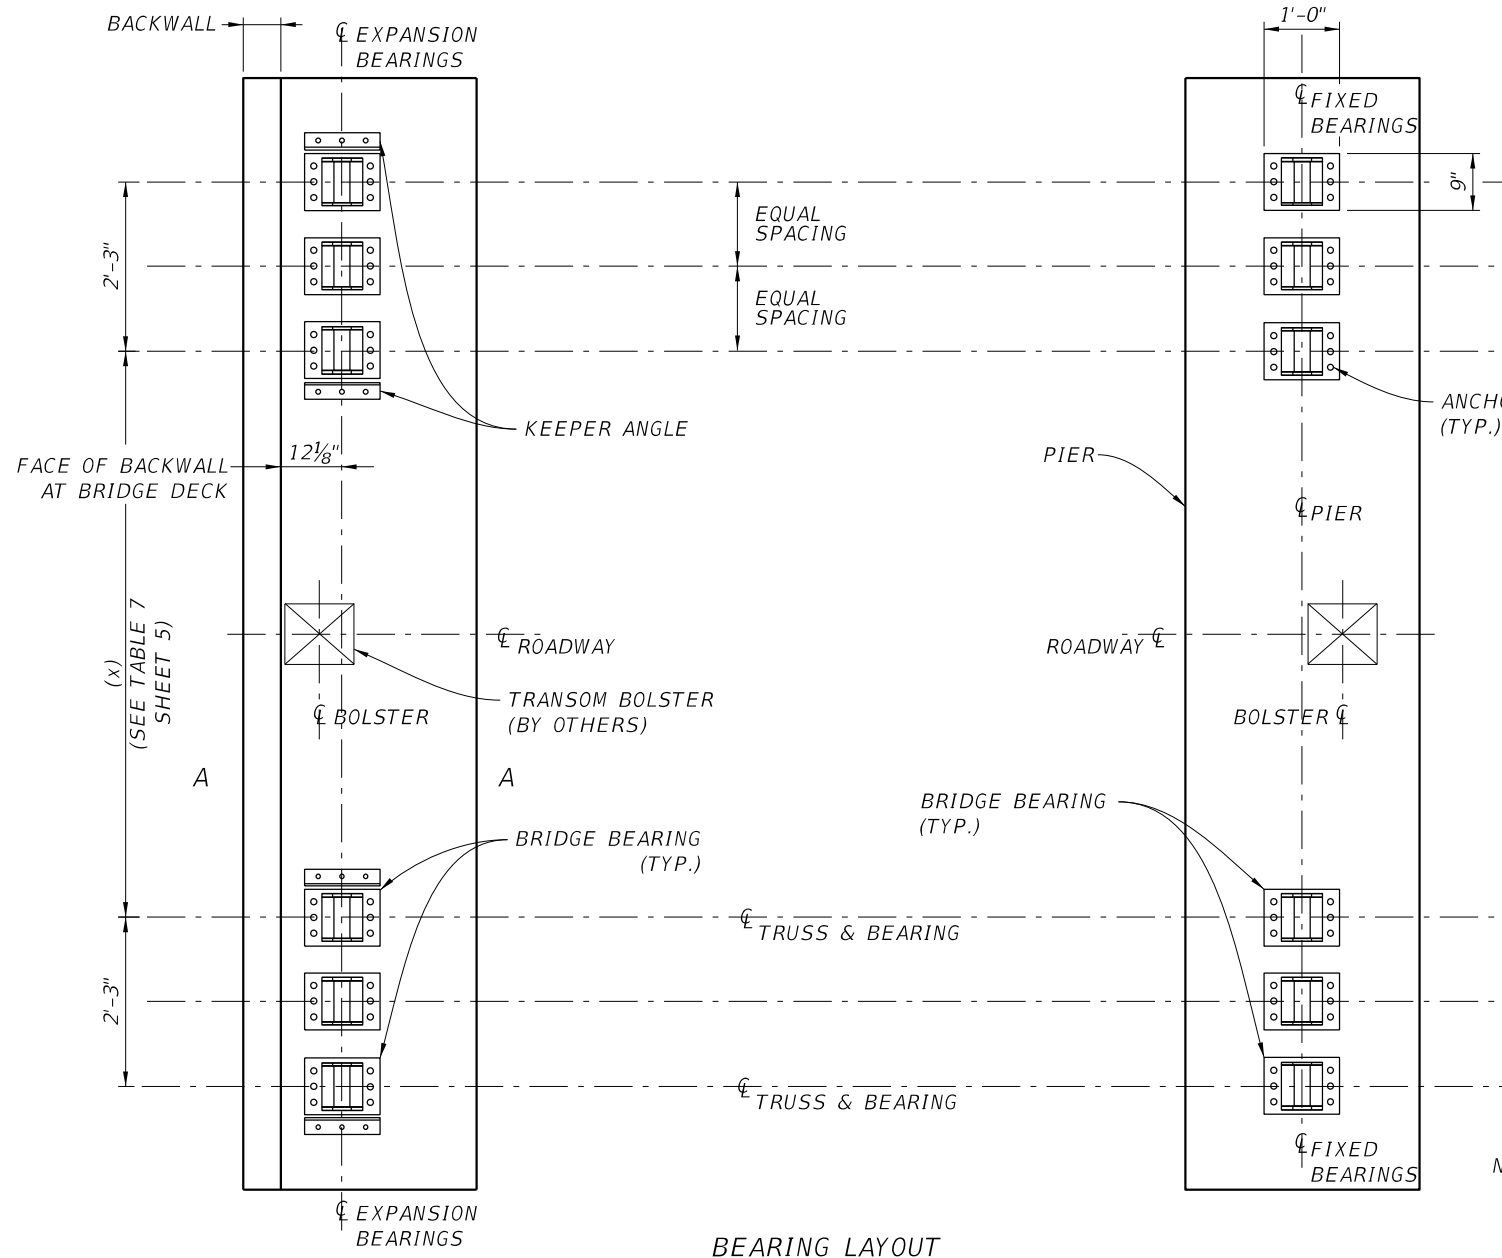 BACKWALL
℄ EXPANSION
BEARINGS
1'-0"
℄ FIXED
BEARINGS
9"
2'-3"
EQUAL
SPACING
EQUAL
SPACING
KEEPER ANGLE
(TYP.)
12⅛"
FACE OF BACKWALL
AT BRIDGE DECK
PIER
℄ PIER
(x)
(SEE TABLE 7
SHEET 5)
℄ ROADWAY
ROADWAY ℄
TRANSOM BOLSTER
(BY OTHERS)
℄ BOLSTER
BOLSTER ℄
A
A
BRIDGE BEARING
(TYP.)
BRIDGE BEARING
(TYP.)
℄ TRUSS & BEARING
2'-3"
℄ TRUSS & BEARING
℄ FIXED
BEARINGS
℄ EXPANSION
BEARINGS
BEARING LAYOUT